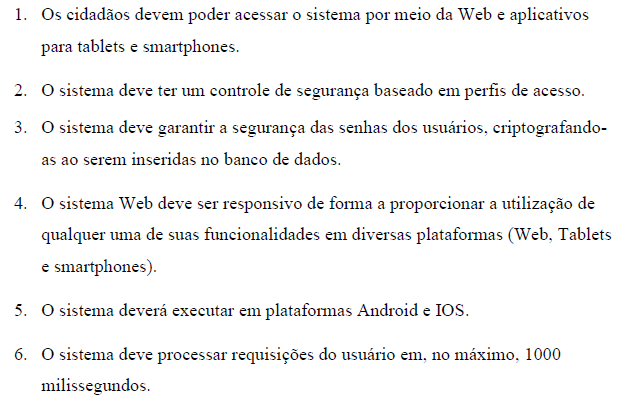 1. Os cidadãos devem poder acessar o sistema por meio da Web e aplicativos
para tablets e smartphones.
2. O sistema deve ter um controle de segurança baseado em perfis de acesso.
3. O sistema deve garantir a segurança das senhas dos usuários, criptografando-
as ao serem inseridas no banco de dados.
4. O sistema Web deve ser responsivo de forma a proporcionar a utilização de
qualquer uma de suas funcionalidades em diversas plataformas (Web, Tablets
e smartphones).
5. O sistema deverá executar em plataformas Android e IOS.
6. O sistema deve processar requisições do usuário em, no máximo, 1000
milissegundos.